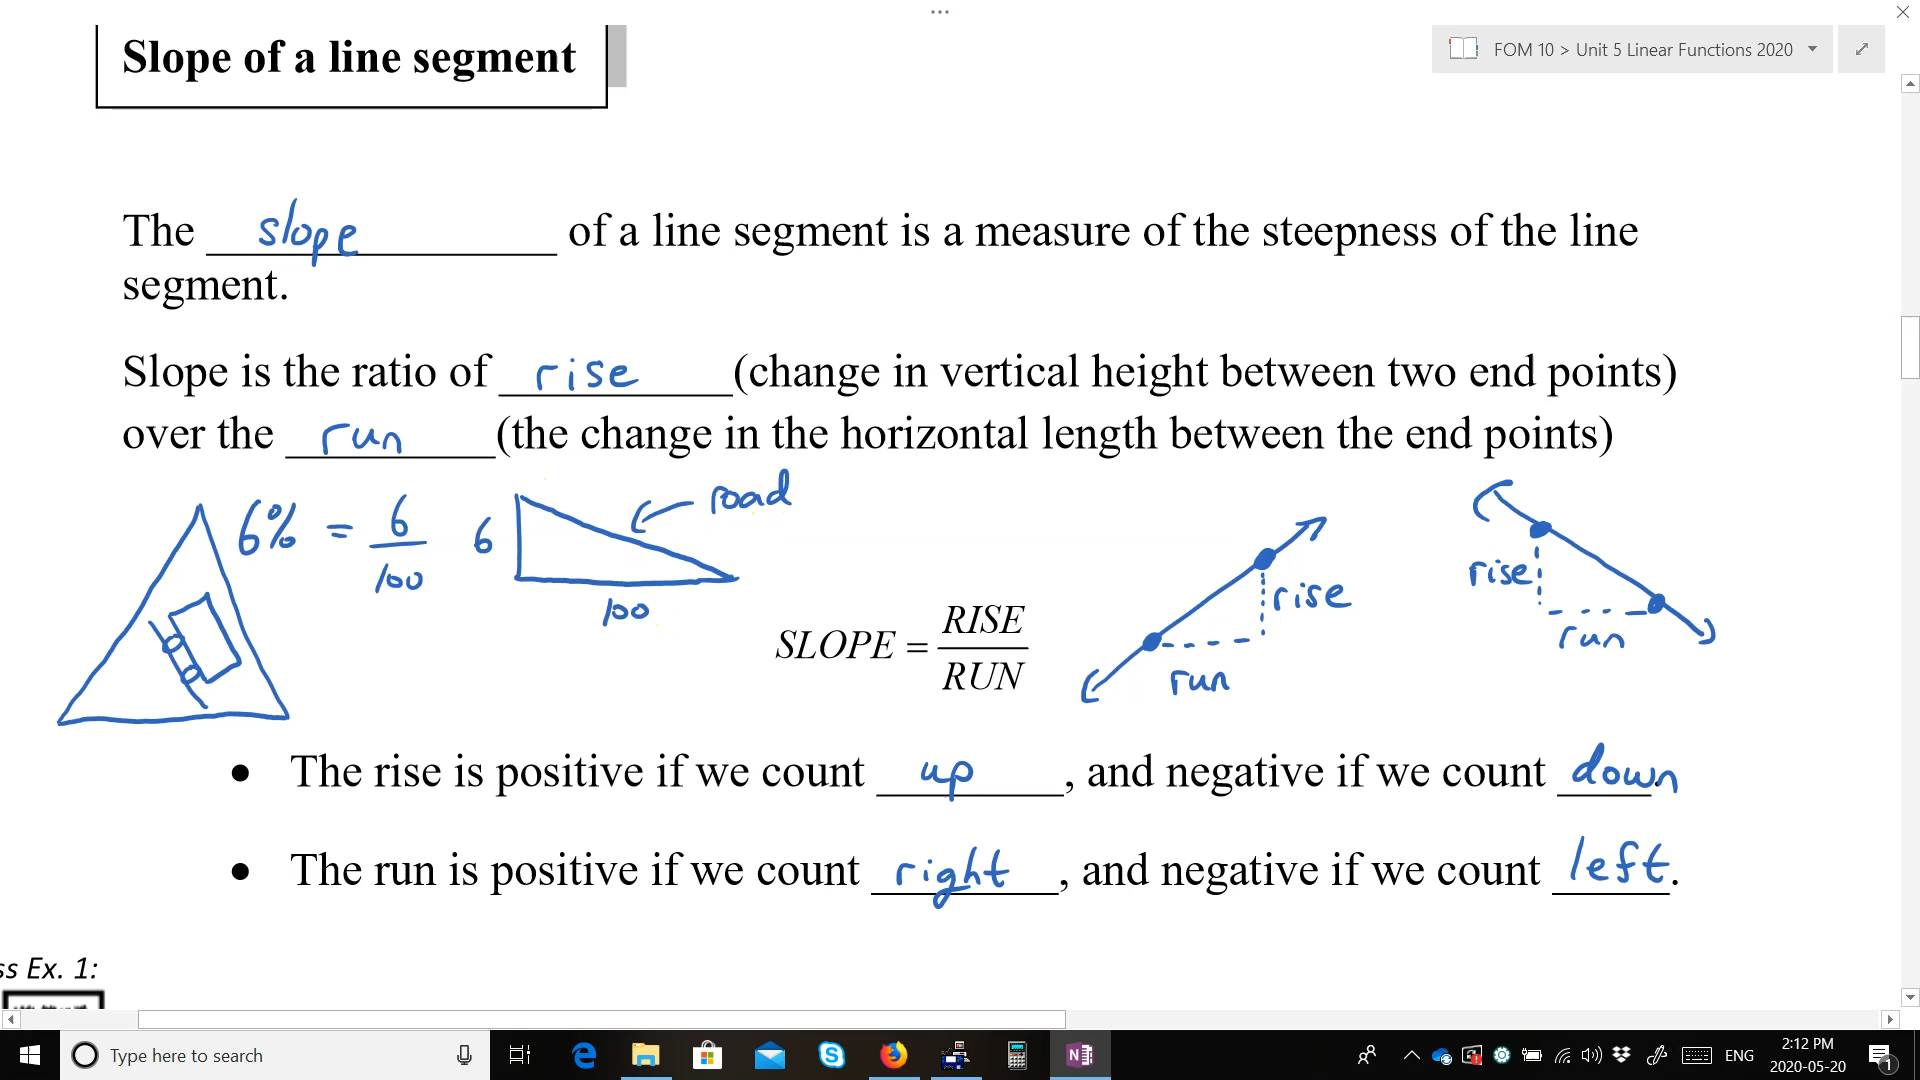 Slope of a line segment
FOM 10 > Unit 5 Linear Functions 2020
The slope of a line segment is a measure of the steepness of the line
segment.
Slope is the ratio of rise (change in vertical height between two end points)
over the run (the change in the horizontal length between the end points)
6% = 6/100
6
road
100
SLOPE = RISE/RUN
rise
run
rise
run
• The rise is positive if we count up, and negative if we count down.
• The run is positive if we count right, and negative if we count left.
ss Ex. 1:
Type here to search
ENG
2:12 PM
2020-05-20
1